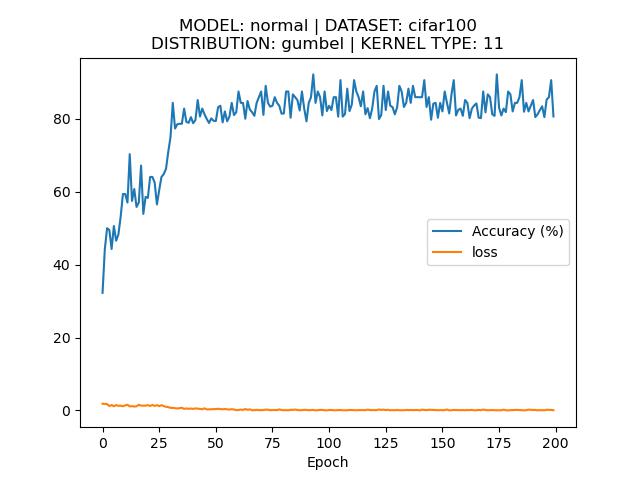 MODEL: normal | DATASET: cifar100
DISTRIBUTION: gumbel | KERNEL TYPE: 11
80
60
40
20
0
Accuracy (%)
loss
0 25 50 75 100 125 150 175 200
Epoch